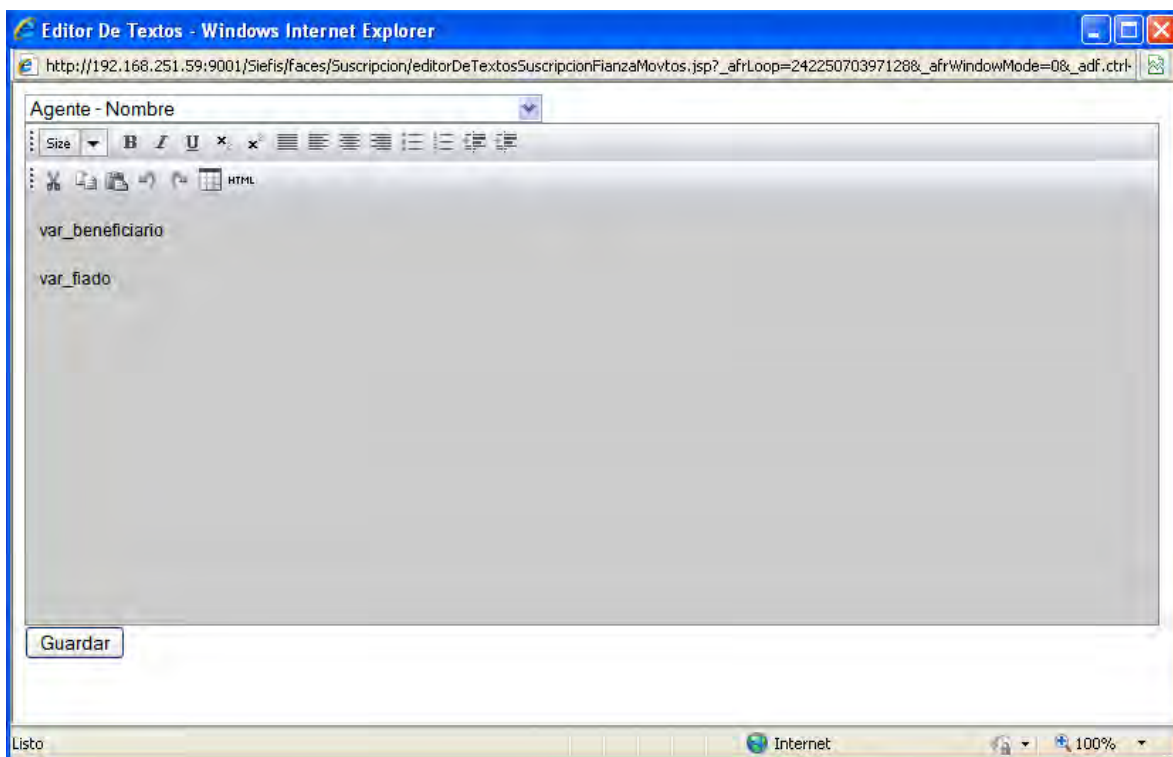 Editor De Textos - Windows Internet Explorer
http://192.168.251.59:9001/Siefis/faces/Suscripcion/editorDeTextosSuscripcionFianzaMovtos.jsp?_afrLoop=242250703971288&_afrWindowMode=0&_adf.ctrl-
Agente - Nombre
Size B I U x x
HTML
var_beneficiario
var_fiado
Guardar
Listo Internet 100%